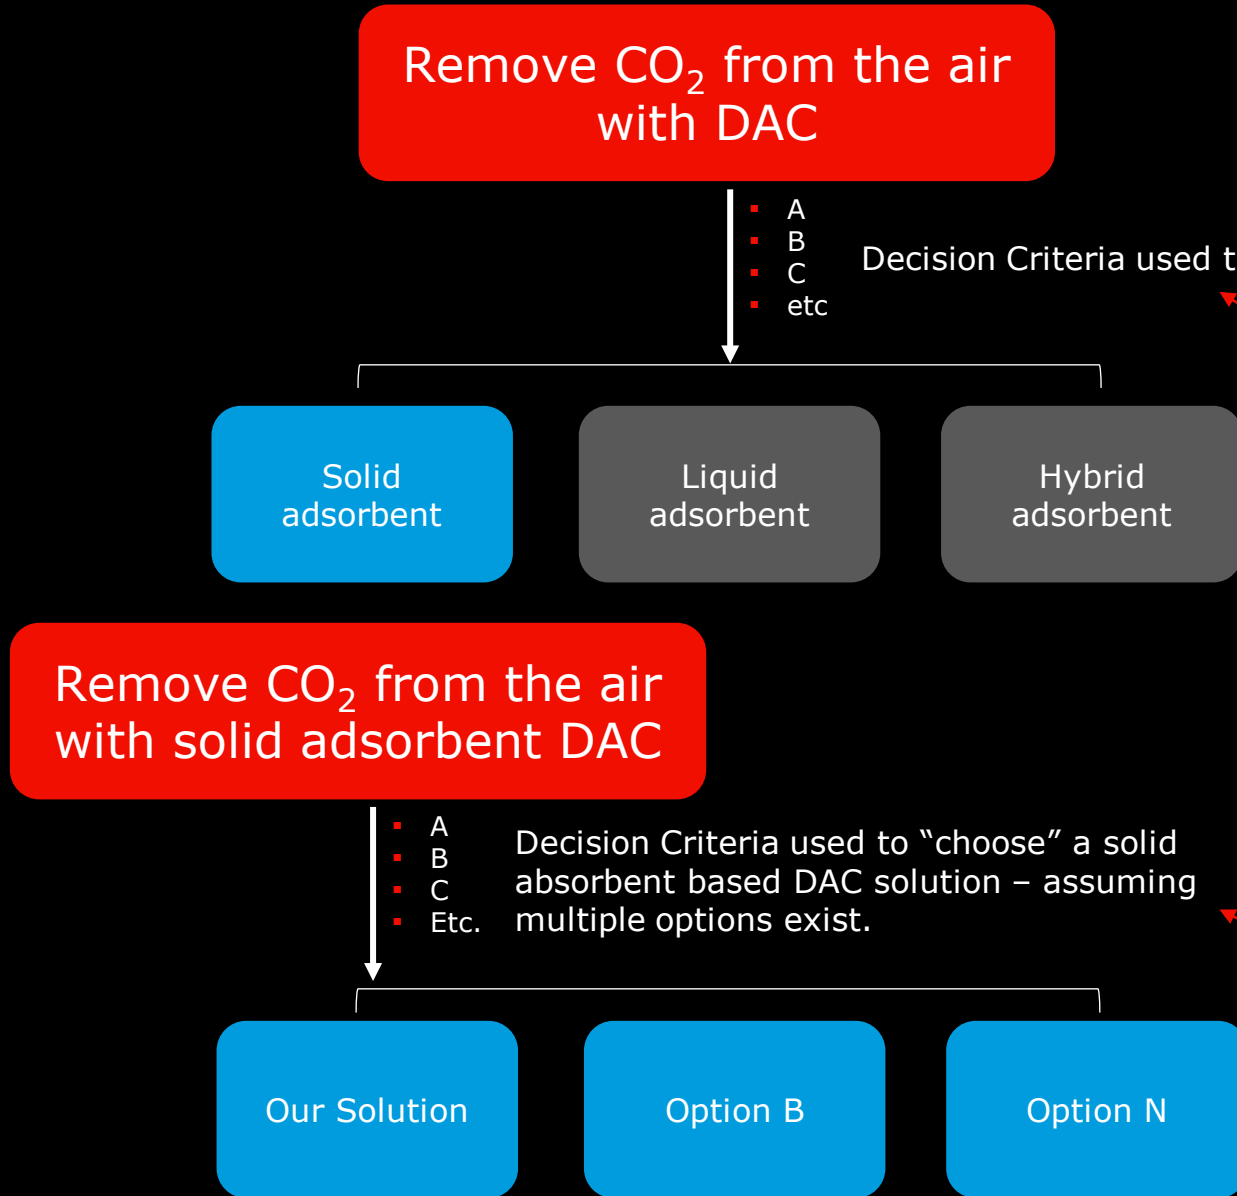 Remove CO₂ from the air
with DAC
A
B
C
etc
Decision Criteria used t
Solid
adsorbent
Liquid
adsorbent
Hybrid
adsorbent
Remove CO₂ from the air
with solid adsorbent DAC
A
B
C
Etc.
Decision Criteria used to “choose” a solid
absorbent based DAC solution – assuming
multiple options exist.
Our Solution
Option B
Option N